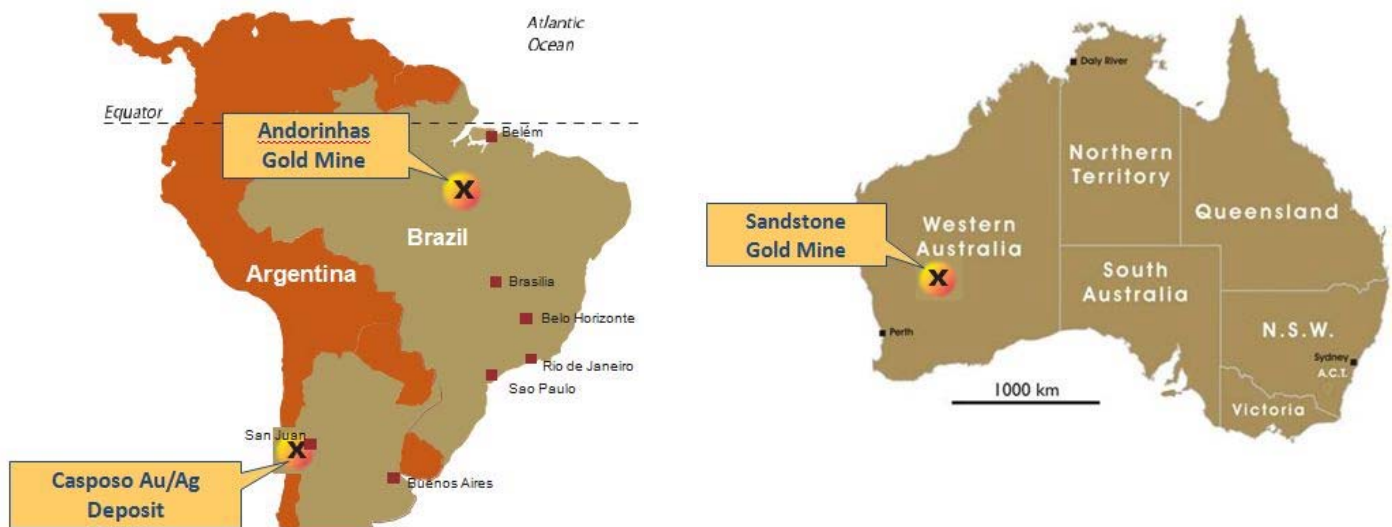 Atlantic
Ocean
Equator
Andorinhas
Gold Mine
Belém
Brazil
Argentina
Brasilia
Belo Horizonte
Rio de Janeiro
Sao Paulo
San Juan
Casposo Au/Ag
Deposit
Buenos Aires
Daly River
Northern
Territory
Queensland
Sandstone
Gold Mine
Western
Australia
South
Australia
Perth
N.S.W.
Sydney
A.C.T.
Victoria
1000 km
X
X
X